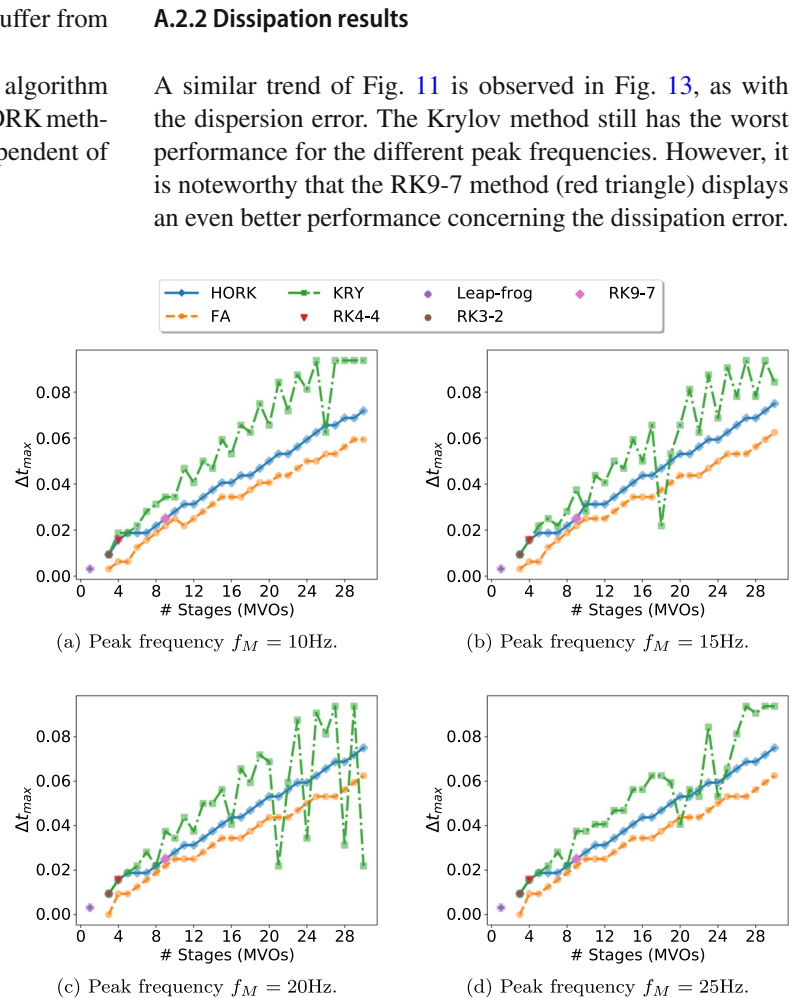 uffer from
algorithm
ORK meth-
pendent of
A.2.2 Dissipation results
A similar trend of Fig. 11 is observed in Fig. 13, as with
the dispersion error. The Krylov method still has the worst
performance for the different peak frequencies. However, it
is noteworthy that the RK9-7 method (red triangle) displays
an even better performance concerning the dissipation error.
HORK KRY Leap-frog RK9-7
FA RK4-4 RK3-2
0.08
0.06
0.04
0.02
0.00
Δt_max
0 4 8 12 16 20 24 28
# Stages (MVOs)
(a) Peak frequency f_M = 10Hz.
0.08
0.06
0.04
0.02
0.00
Δt_max
0 4 8 12 16 20 24 28
# Stages (MVOs)
(b) Peak frequency f_M = 15Hz.
0.08
0.06
0.04
0.02
0.00
Δt_max
0 4 8 12 16 20 24 28
# Stages (MVOs)
(c) Peak frequency f_M = 20Hz.
0.08
0.06
0.04
0.02
0.00
Δt_max
0 4 8 12 16 20 24 28
# Stages (MVOs)
(d) Peak frequency f_M = 25Hz.